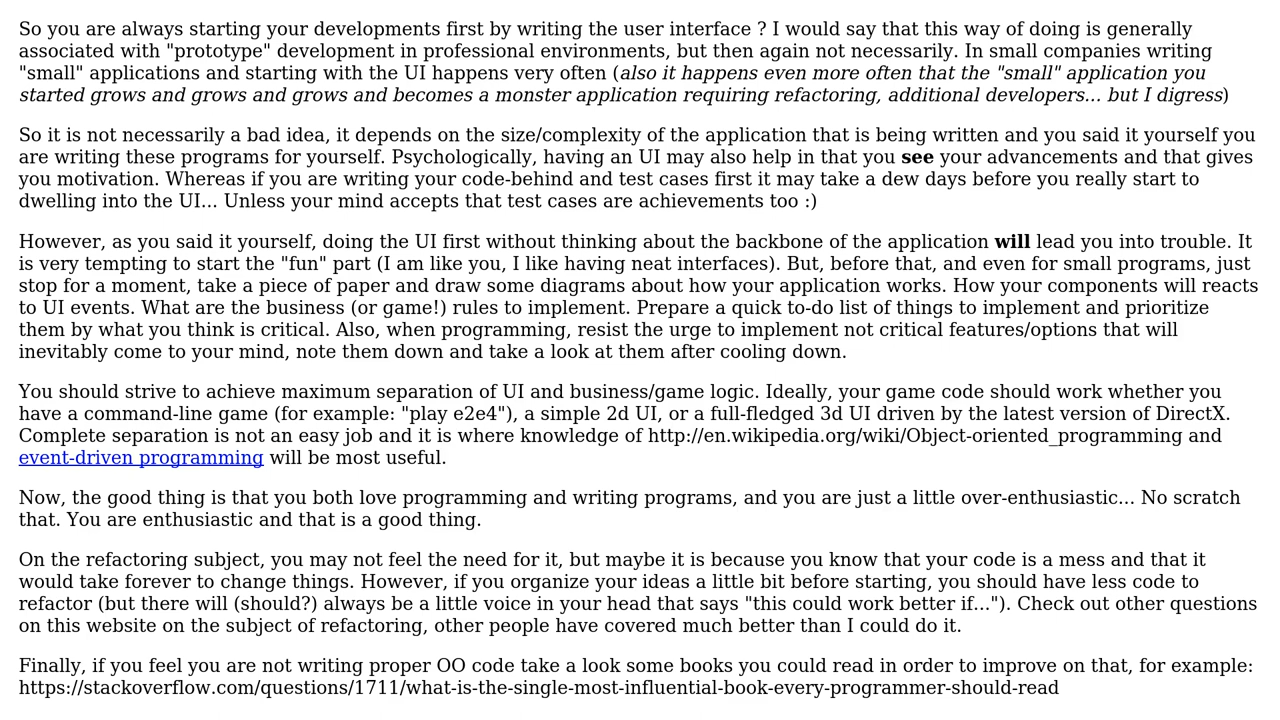 So you are always starting your developments first by writing the user interface ? I would say that this way of doing is generally
associated with "prototype" development in professional environments, but then again not necessarily. In small companies writing
"small" applications and starting with the UI happens very often (also it happens even more often that the "small" application you
started grows and grows and grows and becomes a monster application requiring refactoring, additional developers... but I digress)
So it is not necessarily a bad idea, it depends on the size/complexity of the application that is being written and you said it yourself you
are writing these programs for yourself. Psychologically, having an UI may also help in that you see your advancements and that gives
you motivation. Whereas if you are writing your code-behind and test cases first it may take a dew days before you really start to
dwelling into the UI... Unless your mind accepts that test cases are achievements too :)
However, as you said it yourself, doing the UI first without thinking about the backbone of the application will lead you into trouble. It
is very tempting to start the "fun" part (I am like you, I like having neat interfaces). But, before that, and even for small programs, just
stop for a moment, take a piece of paper and draw some diagrams about how your application works. How your components will reacts
to UI events. What are the business (or game!) rules to implement. Prepare a quick to-do list of things to implement and prioritize
them by what you think is critical. Also, when programming, resist the urge to implement not critical features/options that will
inevitably come to your mind, note them down and take a look at them after cooling down.
You should strive to achieve maximum separation of UI and business/game logic. Ideally, your game code should work whether you
have a command-line game (for example: "play e2e4"), a simple 2d UI, or a full-fledged 3d UI driven by the latest version of DirectX.
Complete separation is not an easy job and it is where knowledge of http://en.wikipedia.org/wiki/Object-oriented_programming and
event-driven programming will be most useful.
Now, the good thing is that you both love programming and writing programs, and you are just a little over-enthusiastic... No scratch
that. You are enthusiastic and that is a good thing.
On the refactoring subject, you may not feel the need for it, but maybe it is because you know that your code is a mess and that it
would take forever to change things. However, if you organize your ideas a little bit before starting, you should have less code to
refactor (but there will (should?) always be a little voice in your head that says "this could work better if..."). Check out other questions
on this website on the subject of refactoring, other people have covered much better than I could do it.
Finally, if you feel you are not writing proper OO code take a look some books you could read in order to improve on that, for example:
https://stackoverflow.com/questions/1711/what-is-the-single-most-influential-book-every-programmer-should-read